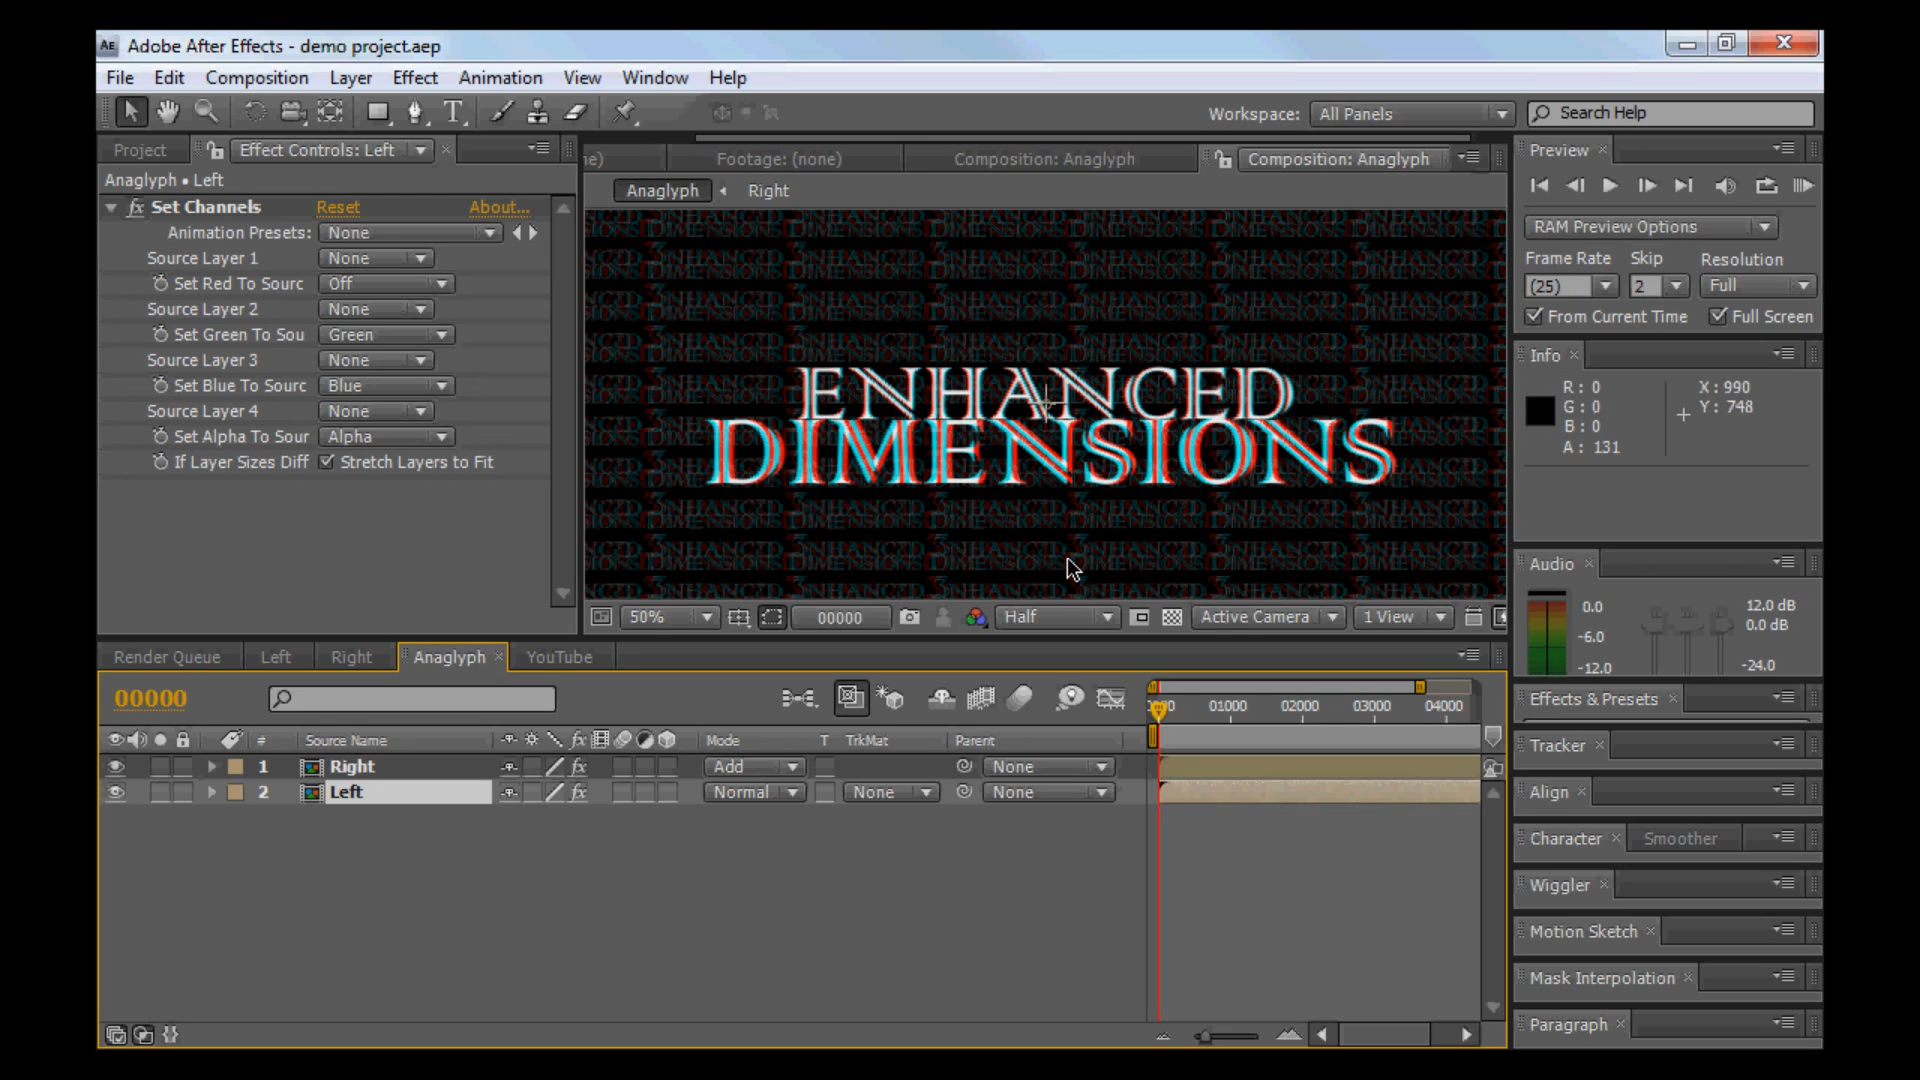 Adobe After Effects - demo project.aep
File Edit Composition Layer Effect Animation View Window Help
Workspace: All Panels Search Help
Project Effect Controls: Left
Anaglyph • Left
Set Channels Reset About...
Animation Presets: None
Source Layer 1 None
Set Red To Sourc Off
Source Layer 2 None
Set Green To Sou Green
Source Layer 3 None
Set Blue To Sourc Blue
Source Layer 4 None
Set Alpha To Sour Alpha
If Layer Sizes Diff Stretch Layers to Fit
ne) Footage: (none) Composition: Anaglyph Composition: Anaglyph
Anaglyph Right
ENHANCED
DIMENSIONS
50% 00000 Half Active Camera 1 View
Preview
RAM Preview Options
Frame Rate Skip Resolution
(25) 2 Full
From Current Time Full Screen
Info
R: 0 X: 990
G: 0 Y: 748
B: 0
A: 131
Audio
0.0 12.0 dB
-6.0 0.0 dB
-12.0 -24.0
Effects & Presets
Tracker
Align
Character Smoother
Wiggler
Motion Sketch
Mask Interpolation
Paragraph
Render Queue Left Right Anaglyph YouTube
00000
01000 02000 03000 04000
# Source Name Mode T TrkMat Parent
1 Right Add None
2 Left Normal None None